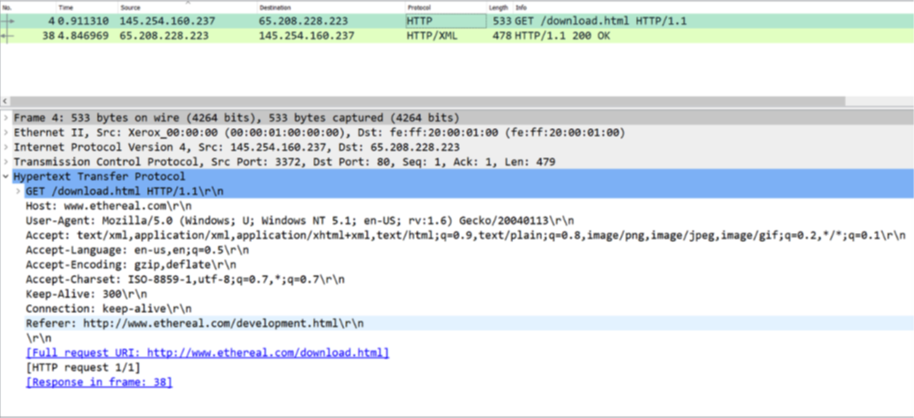 No. Time Source Destination Protocol Length Info
4 0.911310 145.254.160.237 65.208.228.223 HTTP 533 GET /download.html HTTP/1.1
38 4.846969 65.208.228.223 145.254.160.237 HTTP/XML 478 HTTP/1.1 200 OK
Frame 4: 533 bytes on wire (4264 bits), 533 bytes captured (4264 bits)
Ethernet II, Src: Xerox_00:00:00 (00:00:01:00:00:00), Dst: fe:ff:20:00:01:00 (fe:ff:20:00:01:00)
Internet Protocol Version 4, Src: 145.254.160.237, Dst: 65.208.228.223
Transmission Control Protocol, Src Port: 3372, Dst Port: 80, Seq: 1, Ack: 1, Len: 479
Hypertext Transfer Protocol
GET /download.html HTTP/1.1\r\n
Host: www.ethereal.com\r\n
User-Agent: Mozilla/5.0 (Windows; U; Windows NT 5.1; en-US; rv:1.6) Gecko/20040113\r\n
Accept: text/xml,application/xml,application/xhtml+xml,text/html;q=0.9,text/plain;q=0.8,image/png,image/jpeg,image/gif;q=0.2,*/*;q=0.1\r\n
Accept-Language: en-us,en;q=0.5\r\n
Accept-Encoding: gzip,deflate\r\n
Accept-Charset: ISO-8859-1,utf-8;q=0.7,*;q=0.7\r\n
Keep-Alive: 300\r\n
Connection: keep-alive\r\n
Referer: http://www.ethereal.com/development.html\r\n
\r\n
[Full request URI: http://www.ethereal.com/download.html]
[HTTP request 1/1]
[Response in frame: 38]